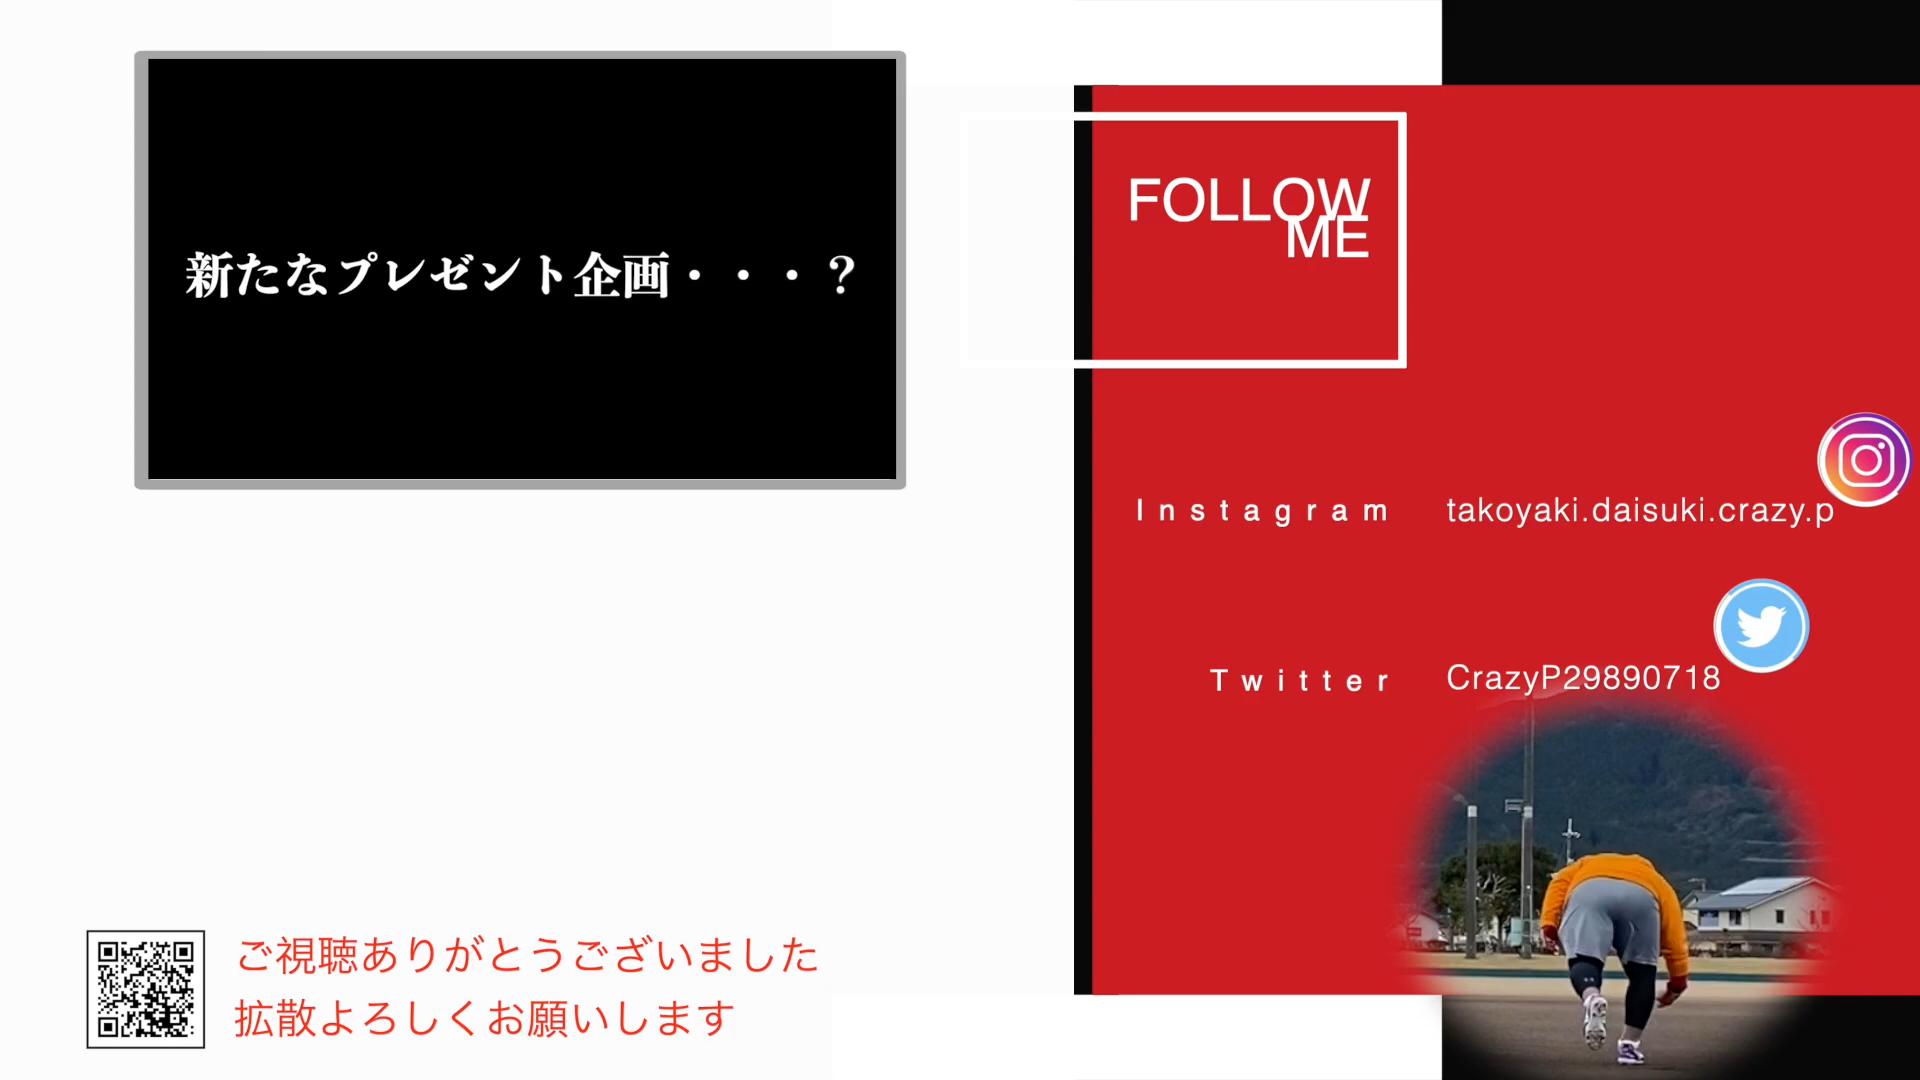 新たなプレゼント企画・・・？
FOLLOW
ME
Instagram takoyaki.daisuki.crazy.p
Twitter CrazyP29890718
ご視聴ありがとうございました
拡散よろしくお願いします